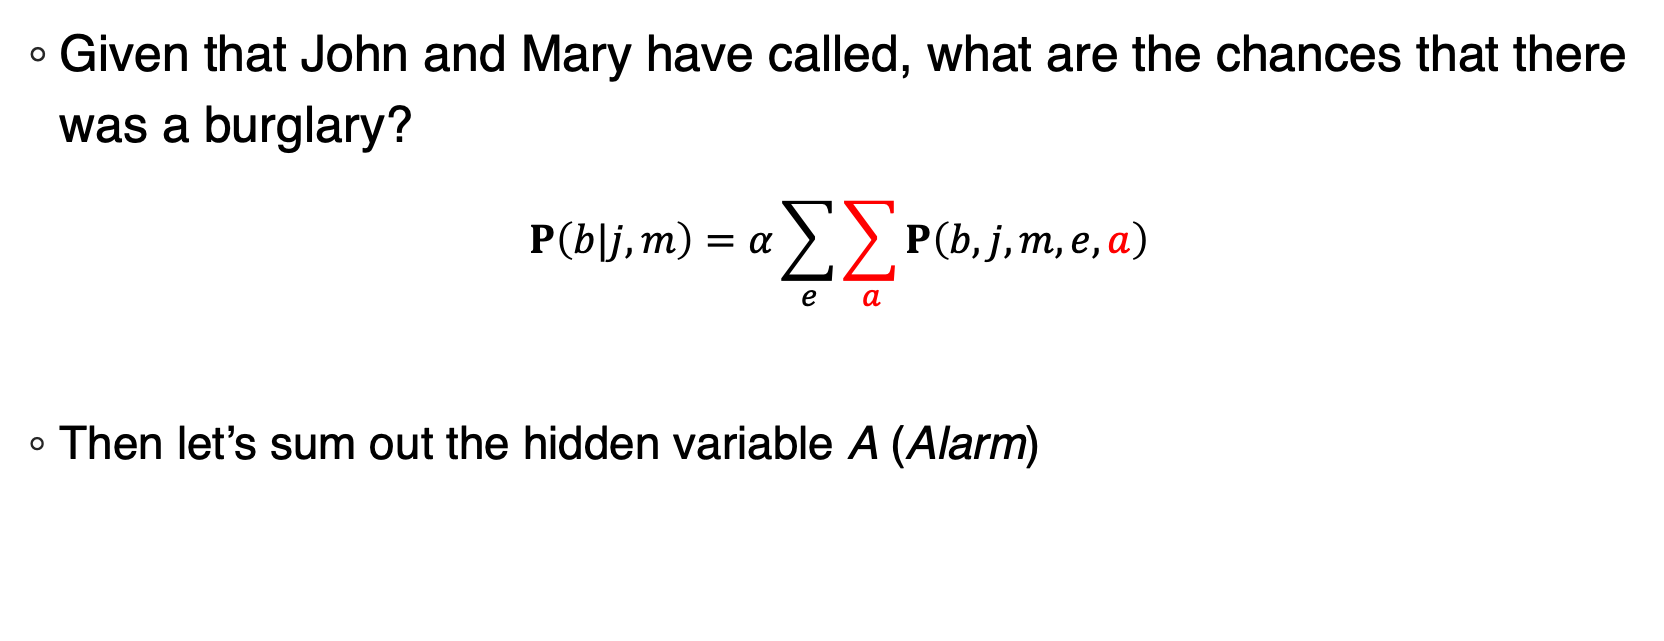 ◦ Given that John and Mary have called, what are the chances that there
was a burglary?
𝐏(𝑏|𝑗, 𝑚) = 𝛼 ∑ₑ ∑ₐ 𝐏(𝑏, 𝑗, 𝑚, 𝑒, 𝑎)
◦ Then let’s sum out the hidden variable A (Alarm)